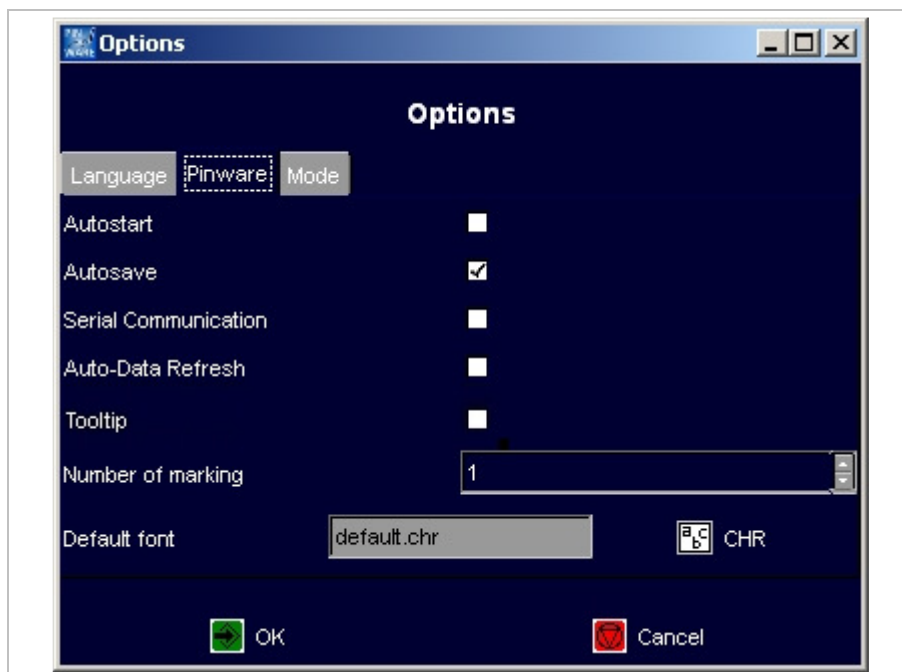 Options
Options
Language Pinware Mode
Autostart
Autosave
Serial Communication
Auto-Data Refresh
Tooltip
Number of marking 1
Default font default.chr CHR
OK Cancel